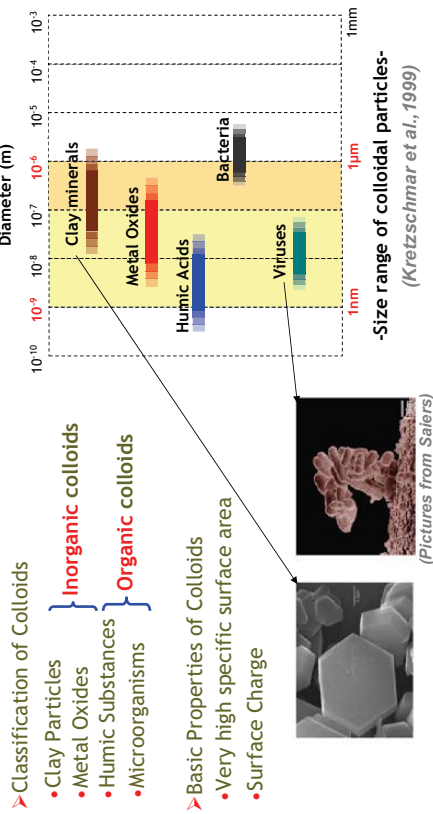 ➢Classification of Colloids
•Clay Particles
•Metal Oxides
Inorganic colloids
•Humic Substances
•Microorganisms
Organic colloids
➢Basic Properties of Colloids
•Very high specific surface area
•Surface Charge
(Pictures from Saiers)
Diameter (m)
10-10
10-9
10-8
10-7
10-6
10-5
10-4
10-3
Clay minerals
Metal Oxides
Humic Acids
Bacteria
Viruses
1nm
1µm
1mm
-Size range of colloidal particles-
(Kretzschmar et al., 1999)